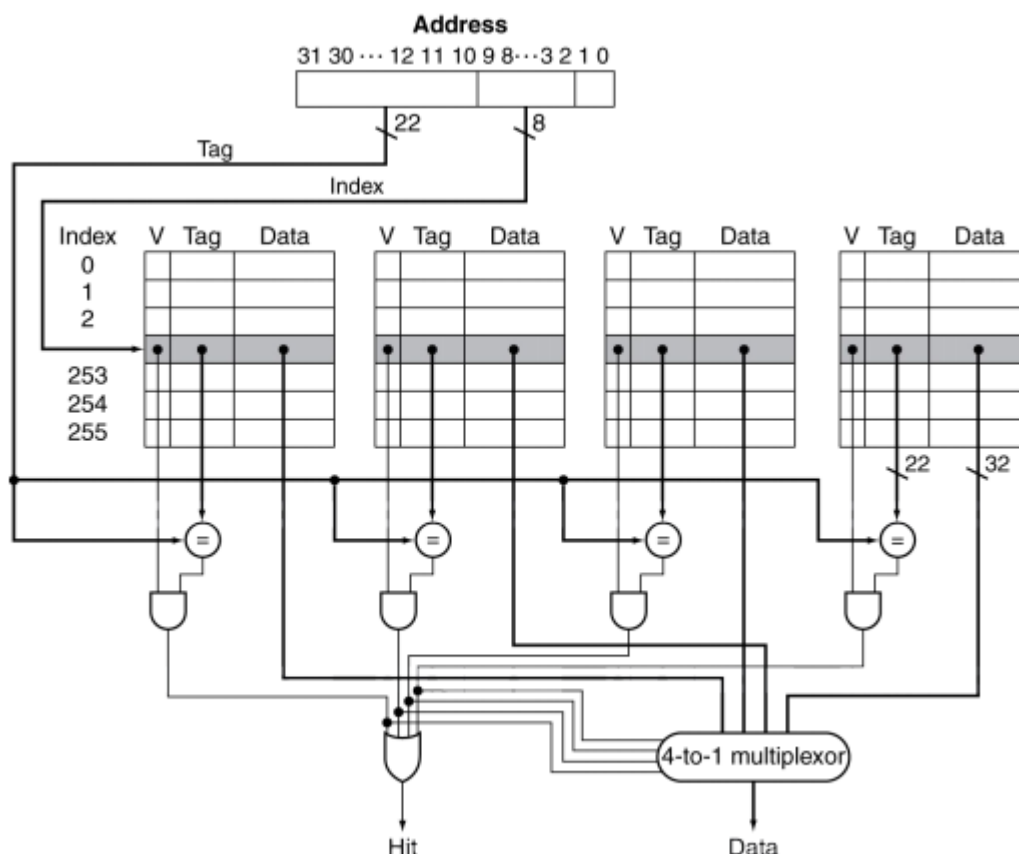 Address
31 30 ··· 12 11 10 9 8···3 2 1 0
22
8
Tag
Index
Index
V Tag Data
V Tag Data
V Tag Data
V Tag Data
0
1
2
253
254
255
22
32
=
=
=
=
4-to-1 multiplexor
Hit
Data